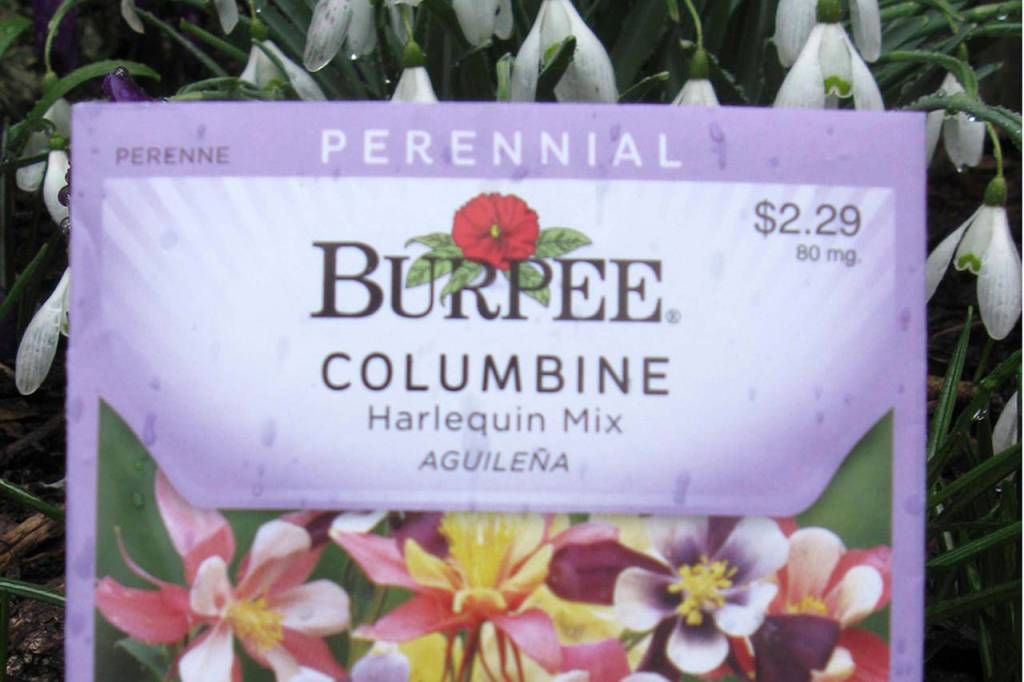 PERENNE
PERENNIAL
$2.29
80 mg.
BURPEE®
COLUMBINE
Harlequin Mix
AGUILEÑA